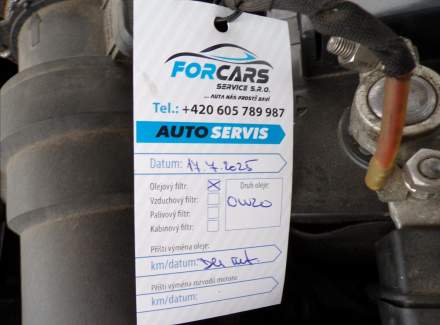 FORCARS
SERVICE S.R.O.
... AUTA NÁS PROSTĚ BAVÍ
Tel.: +420 605 789 987
AUTO SERVIS
Datum: 17.7.2025
Olejový filtr: X
Vzduchový filtr:
Palivový filtr:
Kabinový filtr:
Druh oleje:
0W20
Příští výměna oleje:
km/datum:
Příští výměna rozvodů motoru
km/datum: